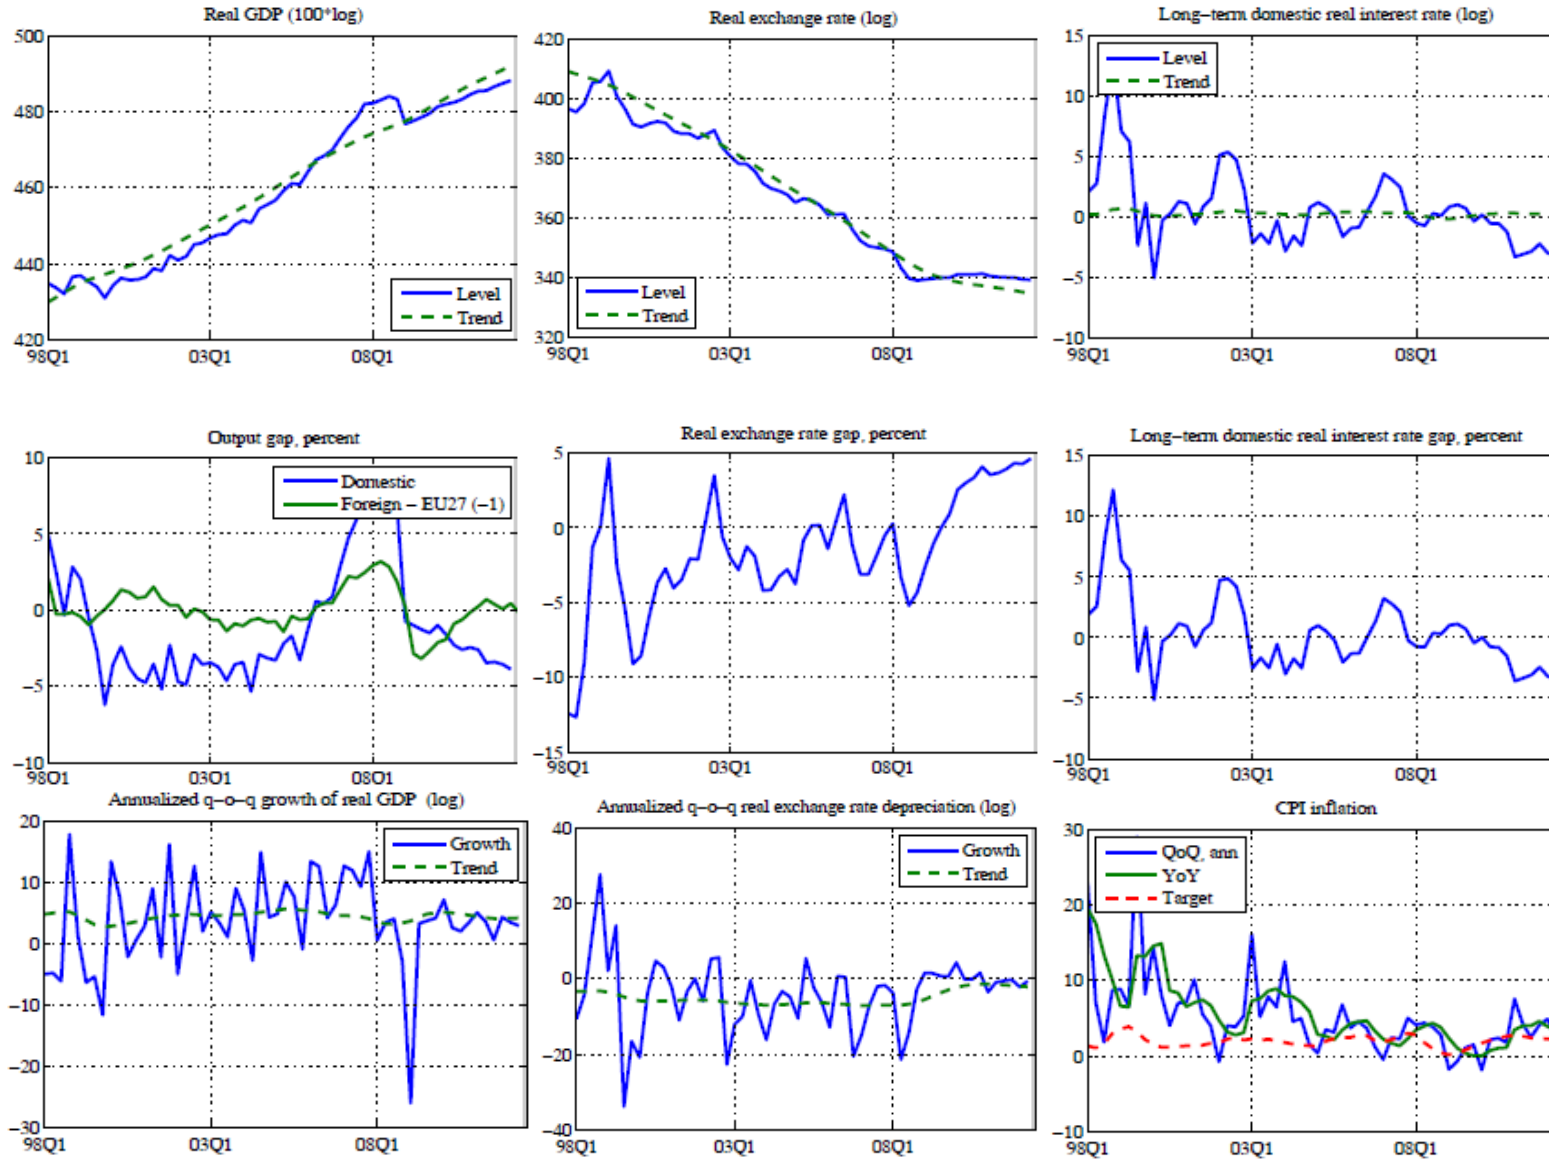 Real GDP (100*log)
500
480
460
440
420
98Q1
03Q1
08Q1
Level
Trend
Real exchange rate (log)
420
400
380
360
340
320
98Q1
03Q1
08Q1
Level
Trend
Long-term domestic real interest rate (log)
15
10
5
0
-5
-10
98Q1
03Q1
08Q1
Level
Trend
Output gap, percent
10
5
0
-5
-10
98Q1
03Q1
08Q1
Domestic
Foreign - EU27 (-1)
Real exchange rate gap, percent
5
0
-5
-10
-15
98Q1
03Q1
08Q1
Long-term domestic real interest rate gap, percent
15
10
5
0
-5
-10
98Q1
03Q1
08Q1
Annualized q-o-q growth of real GDP (log)
20
10
0
-10
-20
-30
98Q1
03Q1
08Q1
Growth
Trend
Annualized q-o-q real exchange rate depreciation (log)
40
20
0
-20
-40
98Q1
03Q1
08Q1
Growth
Trend
CPI inflation
30
20
10
0
-10
98Q1
03Q1
08Q1
QoQ, ann
YoY
Target